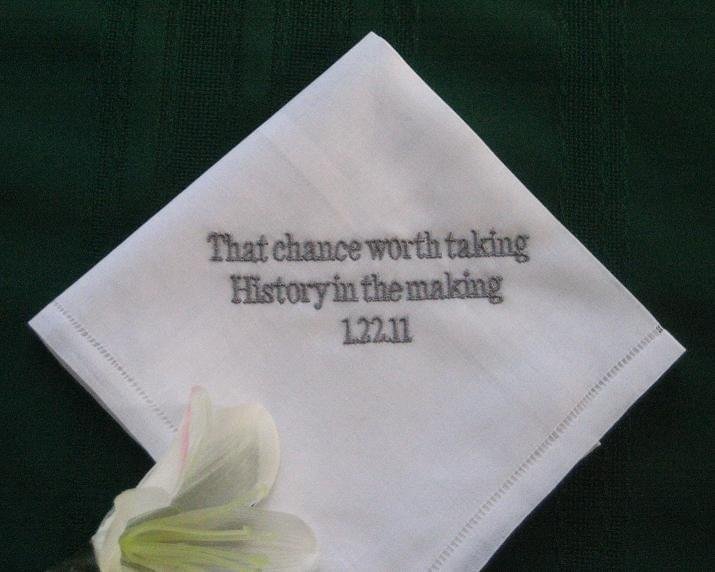 That chance worth taking
History in the making
1.22.11